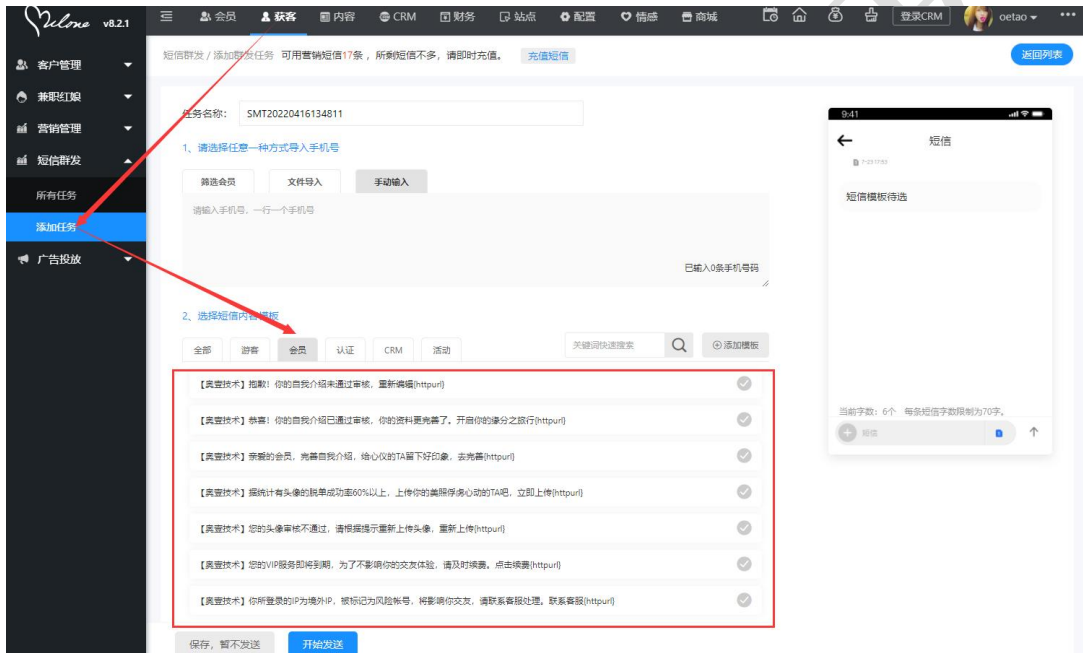 Milone v8.2.1
会员 获客 内容 CRM 财务 站点 配置 情感 商城 登录CRM oetao
短信群发 / 添加群发任务 可用营销短信17条，所剩短信不多，请即时充值。 充值短信 返回列表
客户管理
兼职红娘
营销管理
短信群发
所有任务
添加任务
广告投放
任务名称: SMT20220416134811
1、请选择任意一种方式导入手机号
筛选会员 文件导入 手动输入
请输入手机号，一行一个手机号
已输入0条手机号码
2、选择短信内容模板
全部 游客 会员 认证 CRM 活动 关键词快速搜索 添加模板
【奥壹技术】抱歉！你的自我介绍未通过审核，重新编辑{httpurl}
【奥壹技术】恭喜！你的自我介绍已通过审核，你的资料更完善了。开启你的缘分之旅行{httpurl}
【奥壹技术】亲爱的会员，完善自我介绍，给心仪的TA留下好印象，去完善{httpurl}
【奥壹技术】据统计有头像的脱单成功率60%以上，上传你的美照俘虏心动的TA吧，立即上传{httpurl}
【奥壹技术】您的头像审核不通过，请根据提示重新上传头像，重新上传{httpurl}
【奥壹技术】您的VIP服务即将到期，为了不影响你的交友体验，请及时续费。点击续费{httpurl}
【奥壹技术】你所登录的IP为境外IP，被标记为风险帐号，将影响你交友，请联系客服处理。联系客服{httpurl}
保存，暂不发送 开始发送
9:41
短信
短信模板待选
当前字数：6个 每条短信字数限制为70字。
短信